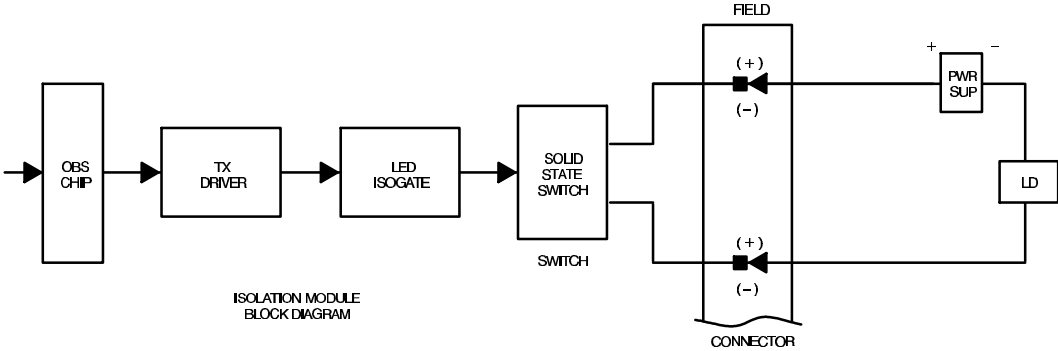 FIELD
(+)
(-)
+ -
PWR
SUP
OBS
CHIP
TX
DRIVER
LED
ISOGATE
SOLID
STATE
SWITCH
LD
(+)
(-)
SWITCH
ISOLATION MODULE
BLOCK DIAGRAM
CONNECTOR